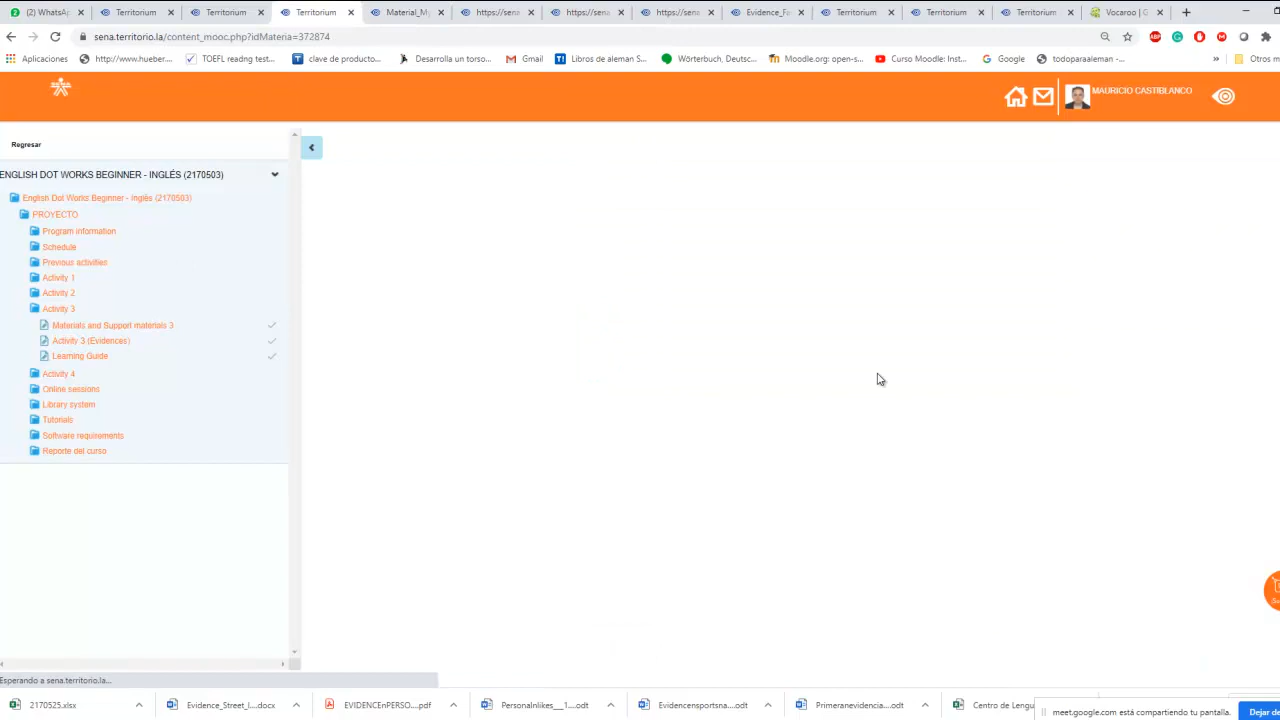 (2) WhatsAp
Territorium
Territorium
Territorium
Material_My
https://sena
https://sena
https://sena
Evidence_Fi
Territorium
Territorium
Territorium
Vocaroo | G
sena.territorio.la/content_mooc.php?idMateria=372874
Aplicaciones
http://www.hueber...
TOEFL readng test...
clave de producto...
Desarrolla un torso...
Gmail
Libros de aleman S...
Wörterbuch, Deutsc...
Moodle.org: open-s...
Curso Moodle: Inst...
Google
todoparaaleman -...
»
Otros m
MAURICIO CASTIBLANCO
Regresar
ENGLISH DOT WORKS BEGINNER - INGLÉS (2170503)
English Dot Works Beginner - Inglés (2170503)
PROYECTO
Program information
Schedule
Previous activities
Activity 1
Activity 2
Activity 3
Materials and Support materials 3
Activity 3 (Evidences)
Learning Guide
Activity 4
Online sessions
Library system
Tutorials
Software requirements
Reporte del curso
Esperando a sena.territorio.la...
2170525.xlsx
Evidence_Street_l....docx
EVIDENCEnPERSO....pdf
PersonalnIikes___1....odt
Evidencensportsna....odt
Primeranevidencia....odt
Centro de Lengu
meet.google.com está compartiendo tu pantalla.
Dejar de